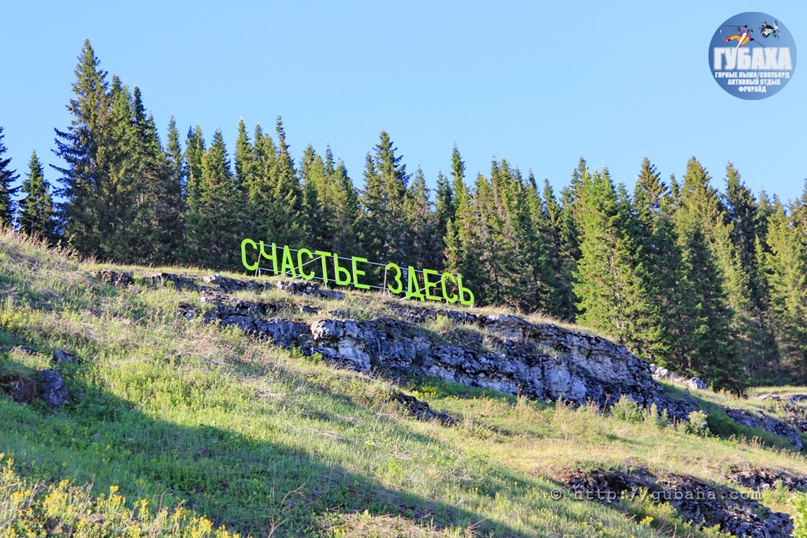 ГУБАХА
ГОРНЫЕ ЛЫЖИ/СНОУБОРД
АКТИВНЫЙ ОТДЫХ
ФРИРАЙД
СЧАСТЬЕ ЗДЕСЬ
© http://gubaha.com/